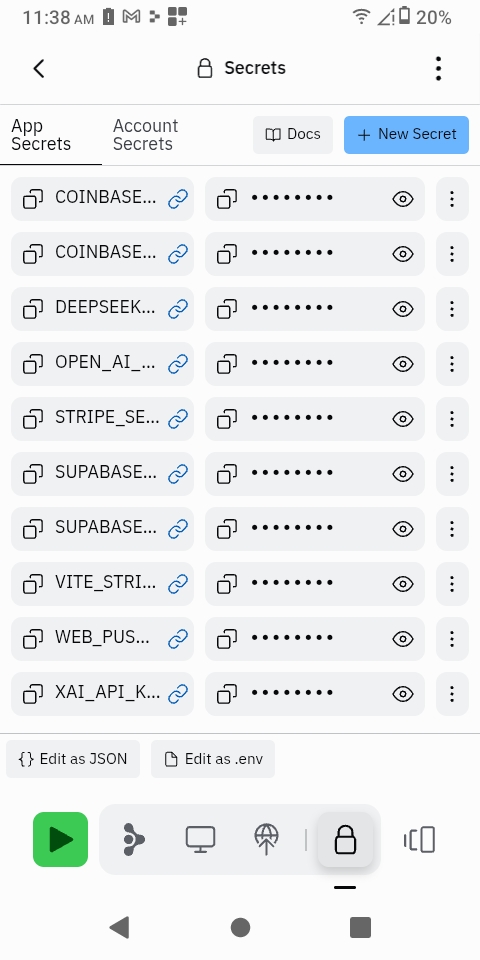 11:38 AM
20%
Secrets
App Secrets
Account Secrets
Docs
+ New Secret
COINBASE... ••••••••
COINBASE... ••••••••
DEEPSEEK... ••••••••
OPEN_AI_... ••••••••
STRIPE_SE... ••••••••
SUPABASE... ••••••••
SUPABASE... ••••••••
VITE_STRI... ••••••••
WEB_PUS... ••••••••
XAI_API_K... ••••••••
{} Edit as JSON
Edit as .env